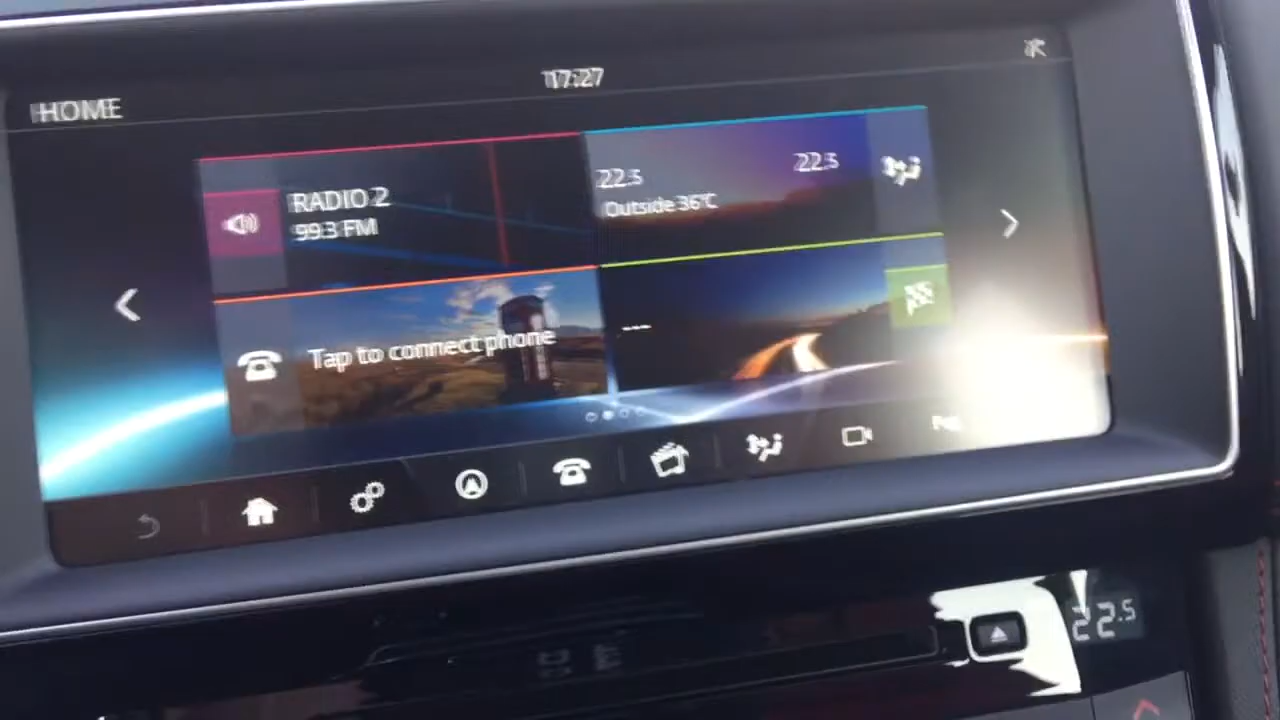 17:27
HOME
RADIO 2
99.3 FM
22.5
22.5
Outside 36°C
Tap to connect phone
---
22.5